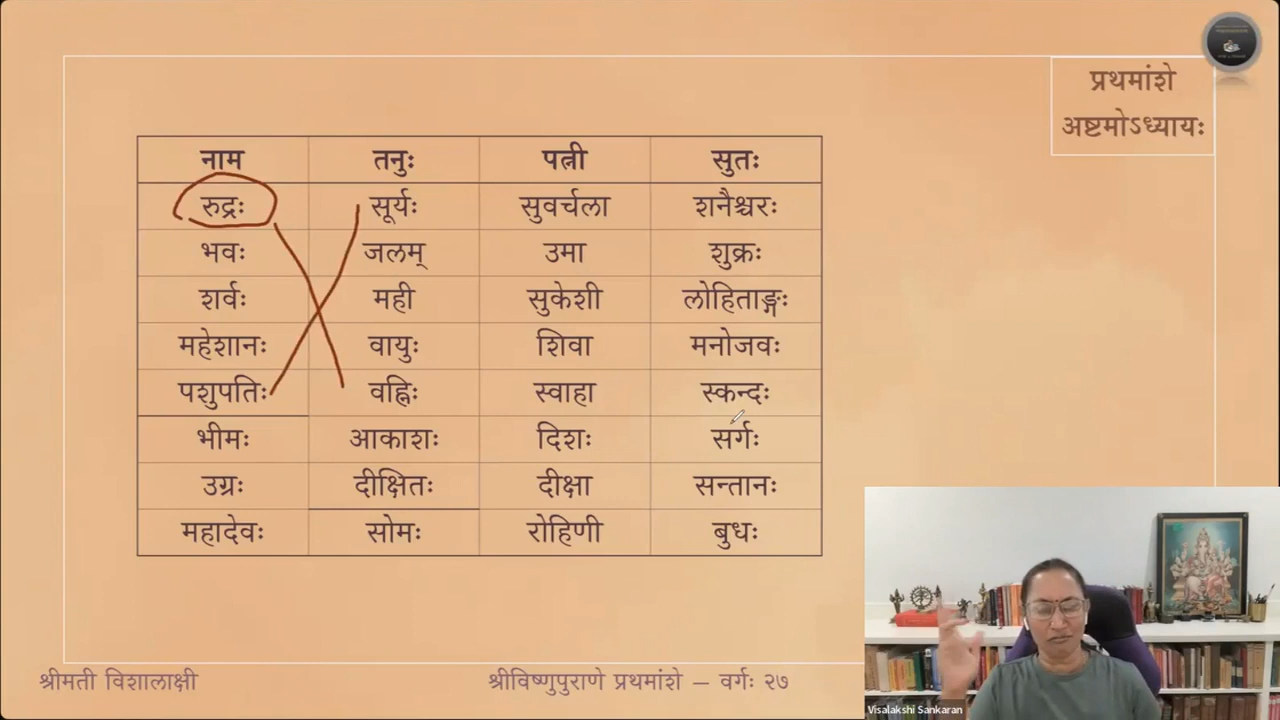 प्रथमांशे
अष्टमोऽध्यायः
नाम तनुः पत्नी सुतः
रुद्रः सूर्यः सुवर्चला शनैश्चरः
भवः जलम् उमा शुक्रः
शर्वः मही सुकेशी लोहिताङ्गः
महेशानः वायुः शिवा मनोजवः
पशुपतिः वह्निः स्वाहा स्कन्दः
भीमः आकाशः दिशः सर्गः
उग्रः दीक्षितः दीक्षा सन्तानः
महादेवः सोमः रोहिणी बुधः
श्रीमती विशालाक्षी
श्रीविष्णुपुराणे प्रथमांशे – वर्गः २७
Visalakshi Sankaran